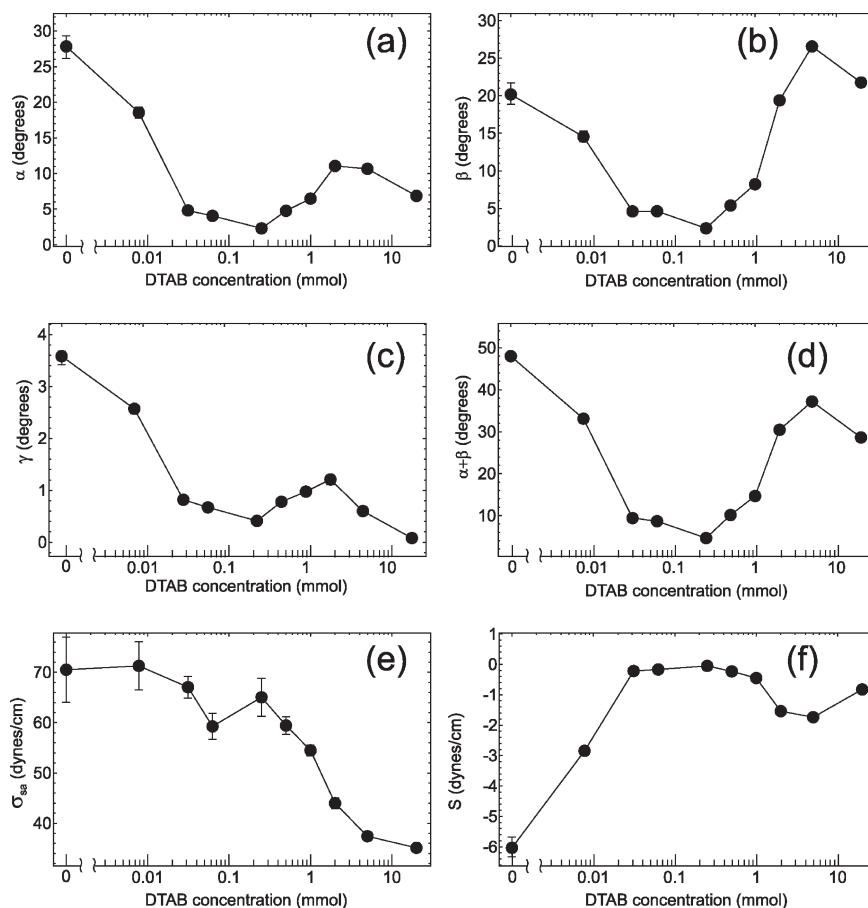 (a)
30
25
20
15
10
5
0
α (degrees)
0 0.01 0.1 1 10
DTAB concentration (mmol)
(b)
30
25
20
15
10
5
0
β (degrees)
0 0.01 0.1 1 10
DTAB concentration (mmol)
(c)
4
3
2
1
0
γ (degrees)
0 0.01 0.1 1 10
DTAB concentration (mmol)
(d)
50
40
30
20
10
α+β (degrees)
0 0.01 0.1 1 10
DTAB concentration (mmol)
(e)
70
60
50
40
σsa (dynes/cm)
0 0.01 0.1 1 10
DTAB concentration (mmol)
(f)
1
0
-1
-2
-3
-4
-5
-6
S (dynes/cm)
0 0.01 0.1 1 10
DTAB concentration (mmol)